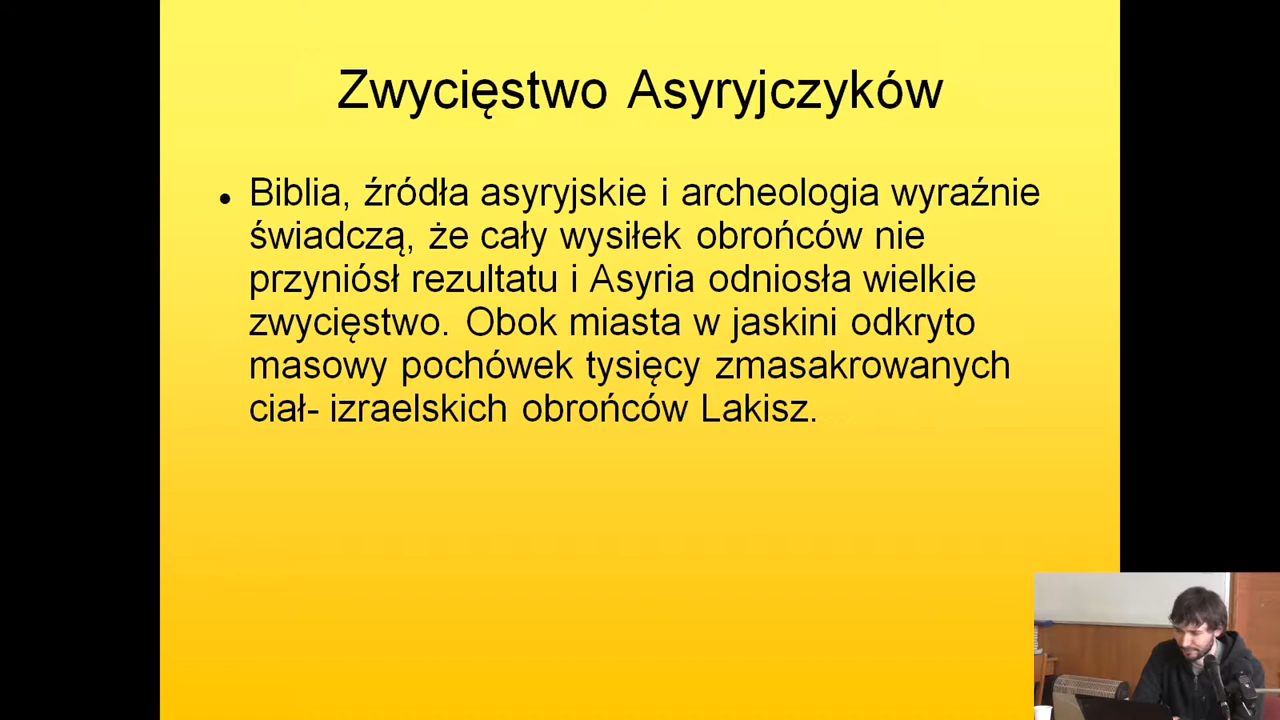 Zwycięstwo Asyryjczyków
• Biblia, źródła asyryjskie i archeologia wyraźnie
świadczą, że cały wysiłek obrońców nie
przyniósł rezultatu i Asyria odniosła wielkie
zwycięstwo. Obok miasta w jaskini odkryto
masowy pochówek tysięcy zmasakrowanych
ciał- izraelskich obrońców Lakisz.